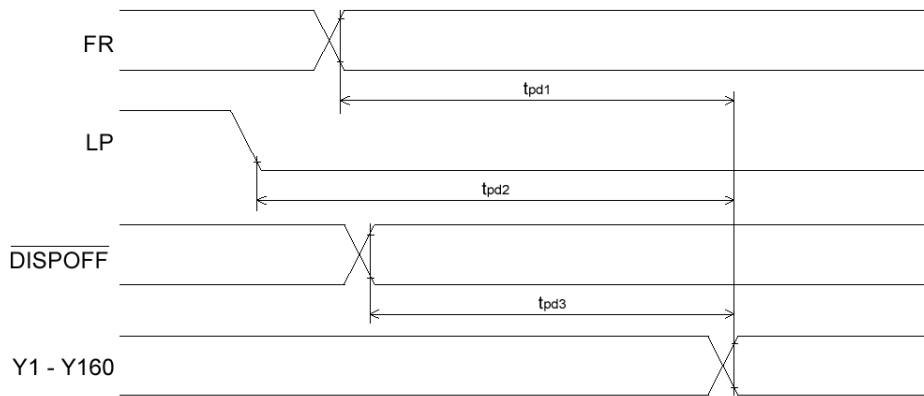 FR
tpd1
LP
tpd2
DISPOFF
tpd3
Y1 - Y160